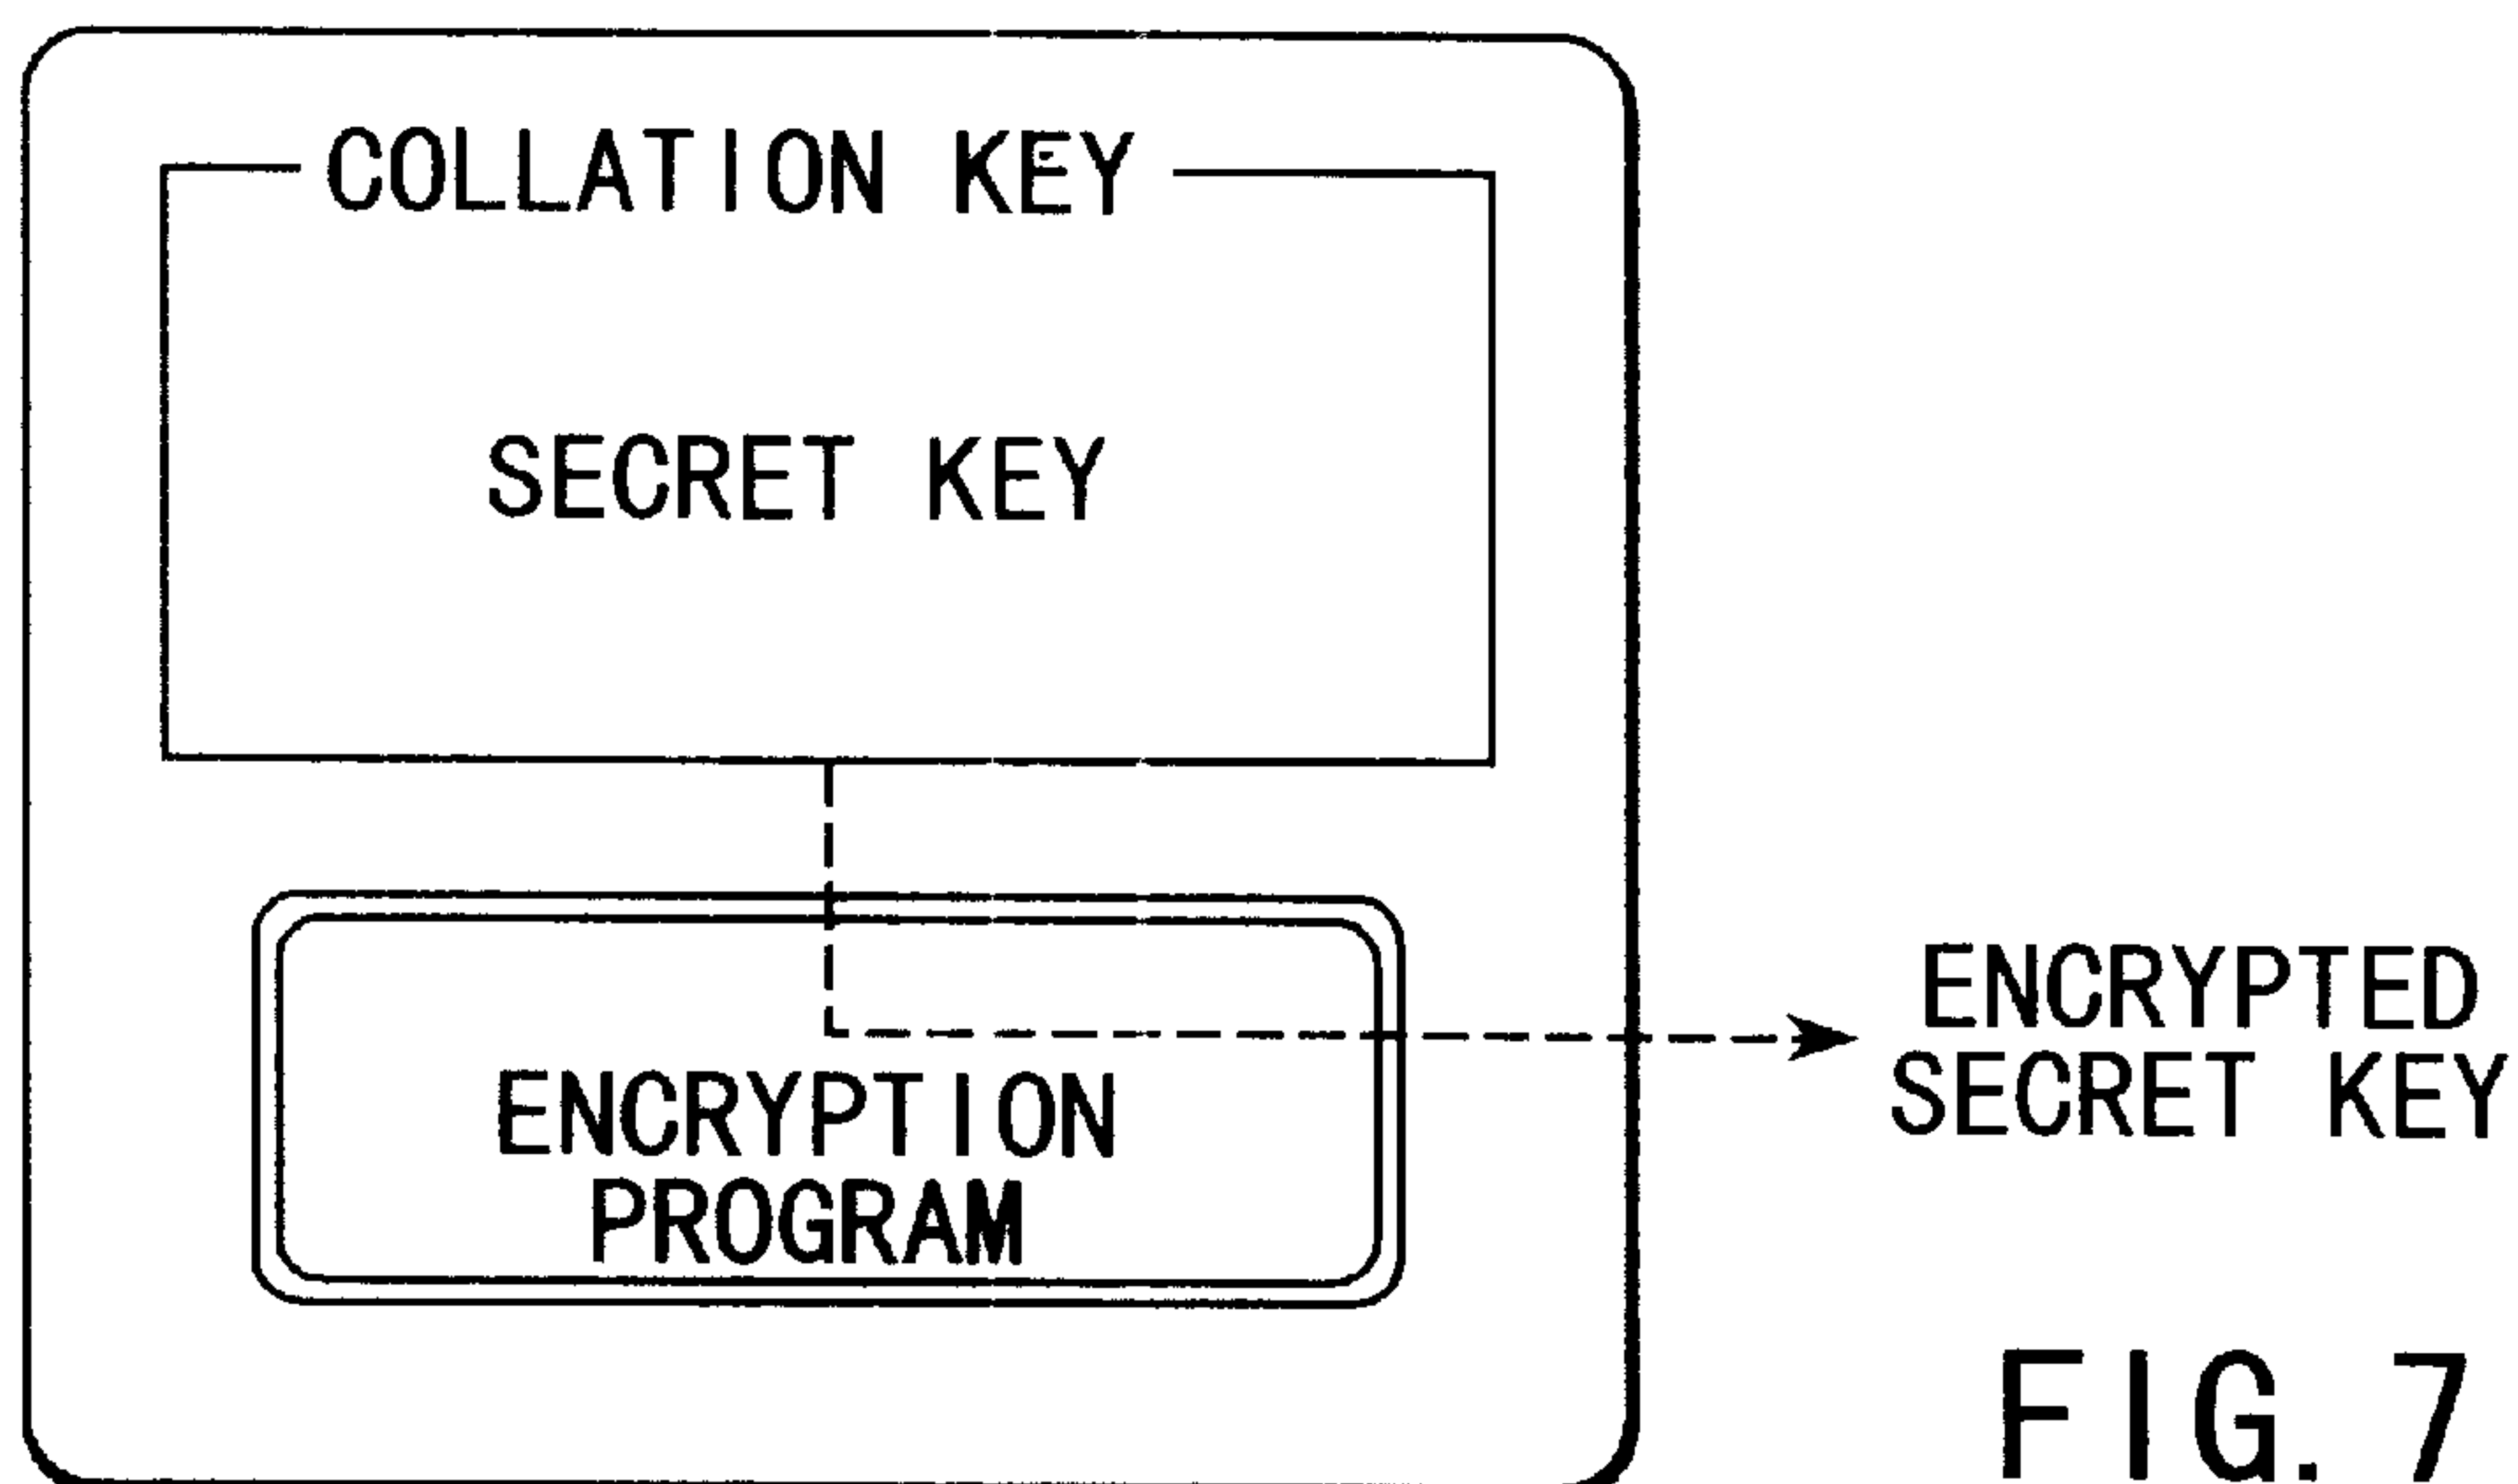 COLLATION KEY
SECRET KEY
ENCRYPTED
SECRET KEY
ENCRYPTION
PROGRAM
FIG. 7